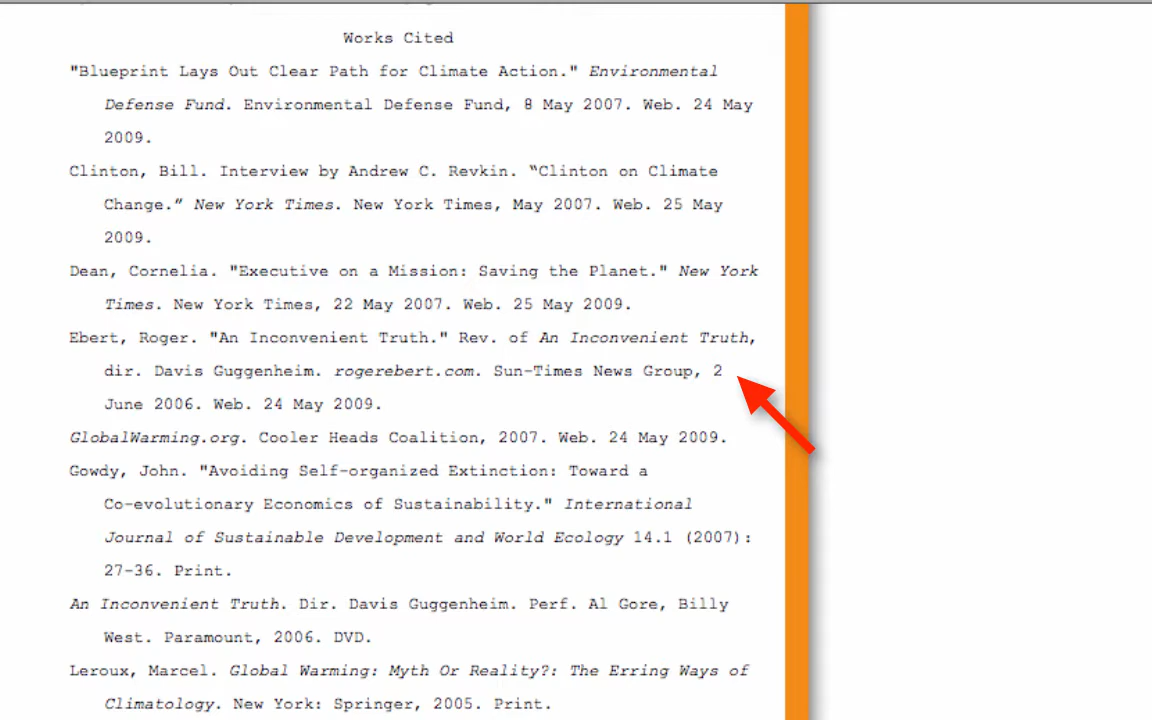 Works Cited
"Blueprint Lays Out Clear Path for Climate Action." Environmental
Defense Fund. Environmental Defense Fund, 8 May 2007. Web. 24 May
2009.
Clinton, Bill. Interview by Andrew C. Revkin. “Clinton on Climate
Change.” New York Times. New York Times, May 2007. Web. 25 May
2009.
Dean, Cornelia. "Executive on a Mission: Saving the Planet." New York
Times. New York Times, 22 May 2007. Web. 25 May 2009.
Ebert, Roger. "An Inconvenient Truth." Rev. of An Inconvenient Truth,
dir. Davis Guggenheim. rogerebert.com. Sun-Times News Group, 2
June 2006. Web. 24 May 2009.
GlobalWarming.org. Cooler Heads Coalition, 2007. Web. 24 May 2009.
Gowdy, John. "Avoiding Self-organized Extinction: Toward a
Co-evolutionary Economics of Sustainability." International
Journal of Sustainable Development and World Ecology 14.1 (2007):
27-36. Print.
An Inconvenient Truth. Dir. Davis Guggenheim. Perf. Al Gore, Billy
West. Paramount, 2006. DVD.
Leroux, Marcel. Global Warming: Myth Or Reality?: The Erring Ways of
Climatology. New York: Springer, 2005. Print.